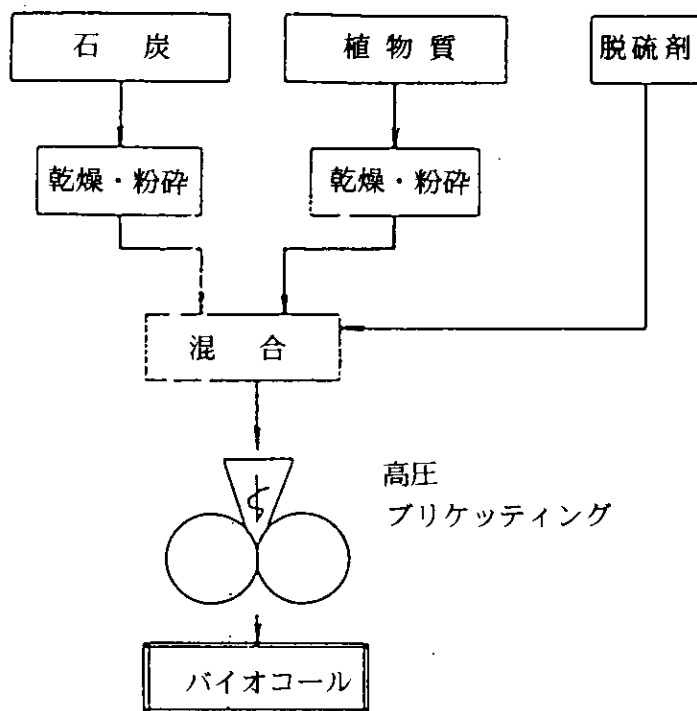 石炭
植物質
脱硫剤
乾燥・粉砕
乾燥・粉砕
混合
高圧
ブリケッティング
バイオコール